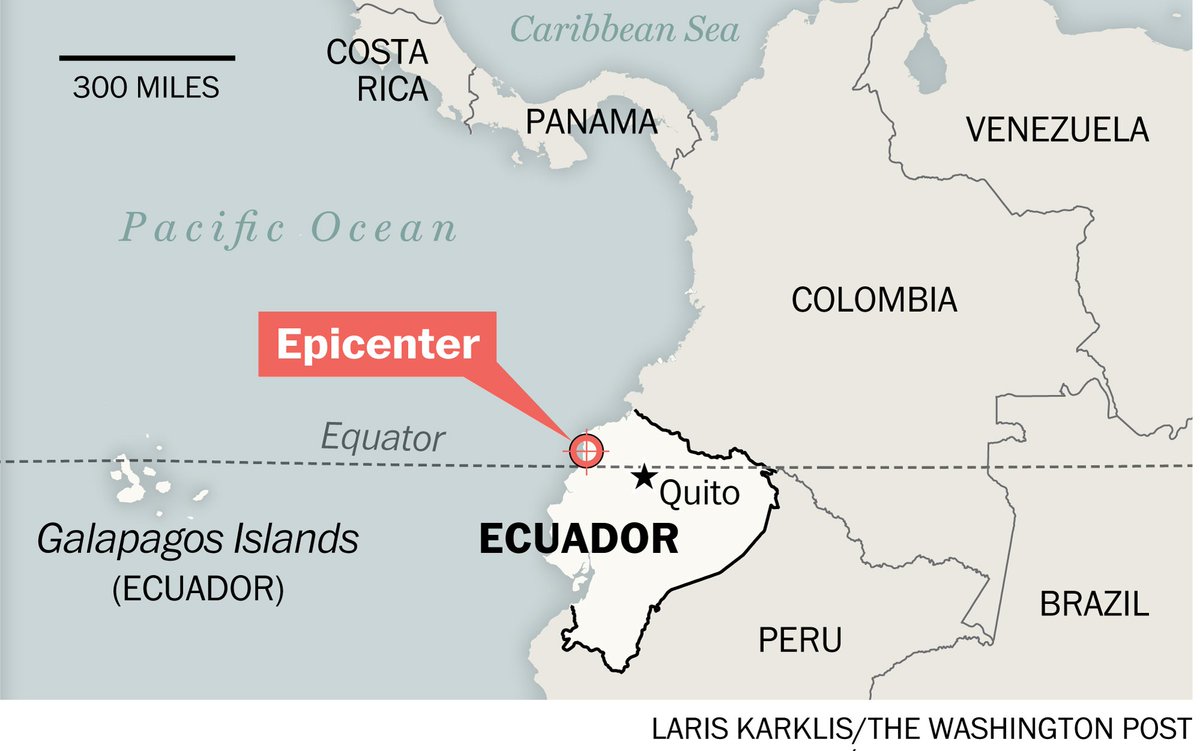 Caribbean Sea
COSTA
RICA
300 MILES
PANAMA
VENEZUELA
Pacific Ocean
COLOMBIA
Epicenter
Equator
Quito
Galapagos Islands
(ECUADOR)
ECUADOR
BRAZIL
PERU
LARIS KARKLIS/THE WASHINGTON POST